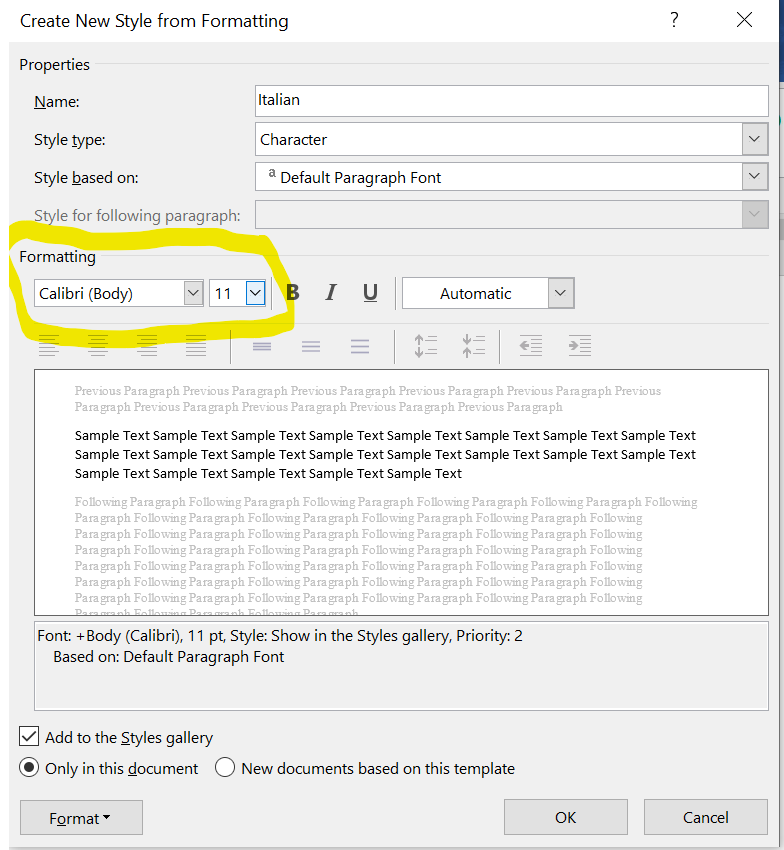 Create New Style from Formatting
?
Properties
Name:
Italian
Style type:
Character
Style based on:
a Default Paragraph Font
Style for following paragraph:
Formatting
Calibri (Body)
11
B I U
Automatic
Previous Paragraph Previous Paragraph Previous Paragraph Previous Paragraph Previous Paragraph Previous
Paragraph Previous Paragraph Previous Paragraph Previous Paragraph Previous Paragraph
Sample Text Sample Text Sample Text Sample Text Sample Text Sample Text Sample Text Sample Text
Sample Text Sample Text Sample Text Sample Text Sample Text Sample Text Sample Text Sample Text
Sample Text Sample Text Sample Text Sample Text Sample Text
Following Paragraph Following Paragraph Following Paragraph Following Paragraph Following Paragraph Following
Paragraph Following Paragraph Following Paragraph Following Paragraph Following Paragraph Following
Paragraph Following Paragraph Following Paragraph Following Paragraph Following Paragraph Following
Paragraph Following Paragraph Following Paragraph Following Paragraph Following Paragraph Following
Paragraph Following Paragraph Following Paragraph Following Paragraph Following Paragraph Following
Paragraph Following Paragraph Following Paragraph Following Paragraph Following Paragraph Following
Paragraph Following Paragraph Following Paragraph Following Paragraph Following Paragraph Following
Paragraph Following Paragraph Following Paragraph
Font: +Body (Calibri), 11 pt, Style: Show in the Styles gallery, Priority: 2
Based on: Default Paragraph Font
Add to the Styles gallery
Only in this document
New documents based on this template
Format
OK
Cancel